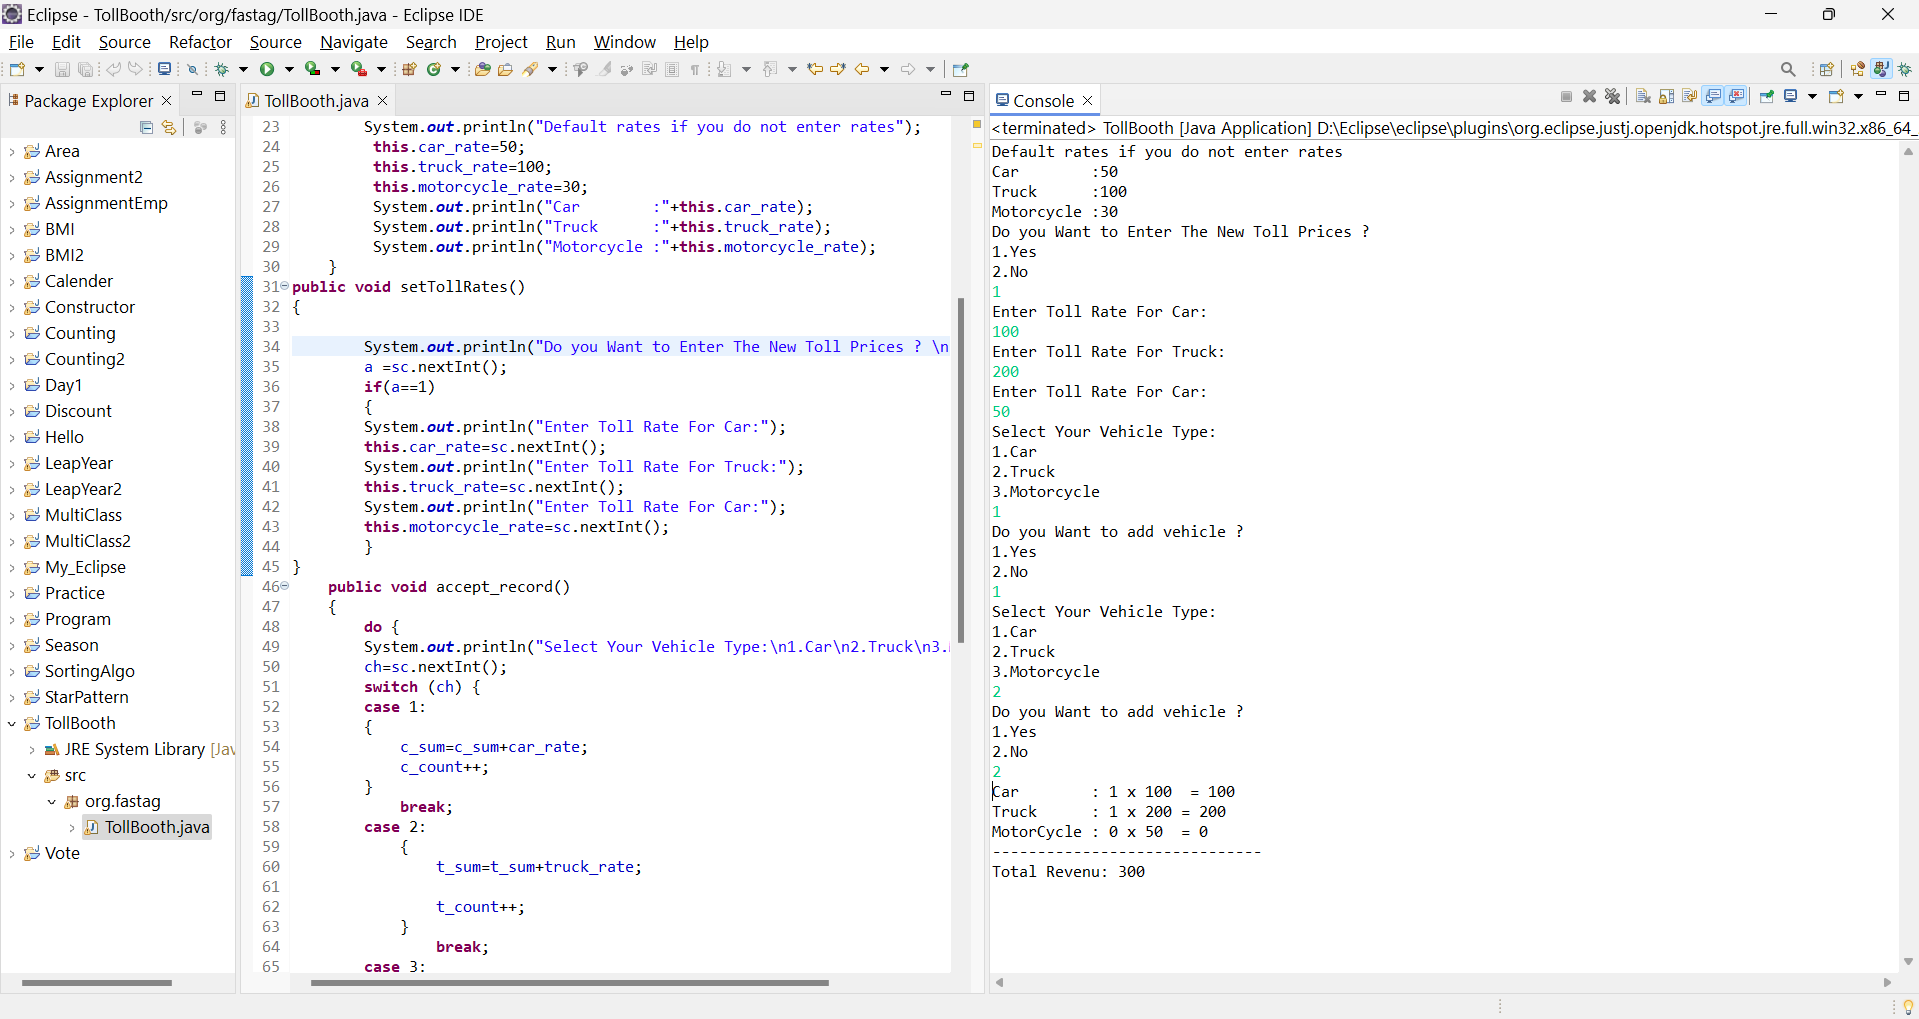 Eclipse - TollBooth/src/org/fastag/TollBooth.java - Eclipse IDE
File Edit Source Refactor Source Navigate Search Project Run Window Help
Package Explorer
Area
Assignment2
AssignmentEmp
BMI
BMI2
Calender
Constructor
Counting
Counting2
Day1
Discount
Hello
LeapYear
LeapYear2
MultiClass
MultiClass2
My_Eclipse
Practice
Program
Season
SortingAlgo
StarPattern
TollBooth
JRE System Library [Jav
src
org.fastag
TollBooth.java
Vote
TollBooth.java
23 System.out.println("Default rates if you do not enter rates");
24 this.car_rate=50;
25 this.truck_rate=100;
26 this.motorcycle_rate=30;
27 System.out.println("Car        :"+this.car_rate);
28 System.out.println("Truck      :"+this.truck_rate);
29 System.out.println("Motorcycle :"+this.motorcycle_rate);
30 }
31 public void setTollRates()
32 {
33
34 System.out.println("Do you Want to Enter The New Toll Prices ? \n
35 a =sc.nextInt();
36 if(a==1)
37 {
38 System.out.println("Enter Toll Rate For Car:");
39 this.car_rate=sc.nextInt();
40 System.out.println("Enter Toll Rate For Truck:");
41 this.truck_rate=sc.nextInt();
42 System.out.println("Enter Toll Rate For Car:");
43 this.motorcycle_rate=sc.nextInt();
44 }
45 }
46 public void accept_record()
47 {
48 do {
49 System.out.println("Select Your Vehicle Type:\n1.Car\n2.Truck\n3.
50 ch=sc.nextInt();
51 switch (ch) {
52 case 1:
53 {
54 c_sum=c_sum+car_rate;
55 c_count++;
56 }
57 break;
58 case 2:
59 {
60 t_sum=t_sum+truck_rate;
61
62 t_count++;
63 }
64 break;
65 case 3:
Console
<terminated> TollBooth [Java Application] D:\Eclipse\eclipse\plugins\org.eclipse.justj.openjdk.hotspot.jre.full.win32.x86_64_
Default rates if you do not enter rates
Car        :50
Truck      :100
Motorcycle :30
Do you Want to Enter The New Toll Prices ?
1.Yes
2.No
1
Enter Toll Rate For Car:
100
Enter Toll Rate For Truck:
200
Enter Toll Rate For Car:
50
Select Your Vehicle Type:
1.Car
2.Truck
3.Motorcycle
1
Do you Want to add vehicle ?
1.Yes
2.No
1
Select Your Vehicle Type:
1.Car
2.Truck
3.Motorcycle
2
Do you Want to add vehicle ?
1.Yes
2.No
2
Car        : 1 x 100  = 100
Truck      : 1 x 200 = 200
MotorCycle : 0 x 50  = 0
------------------------------
Total Revenu: 300